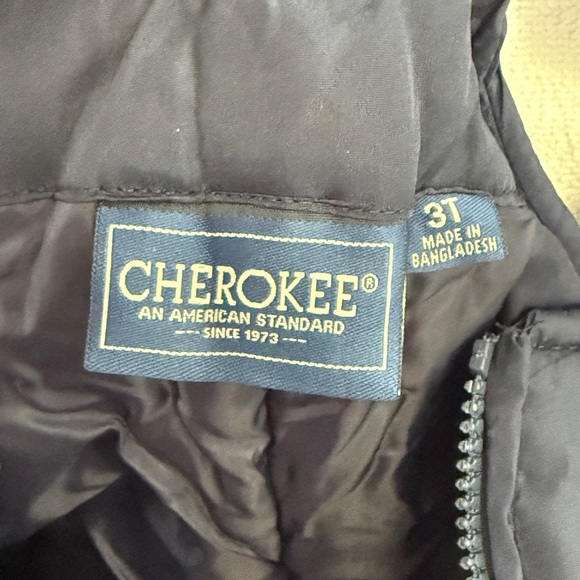 CHEROKEE®
AN AMERICAN STANDARD
--- SINCE 1973 ---
3T
MADE IN
BANGLADESH